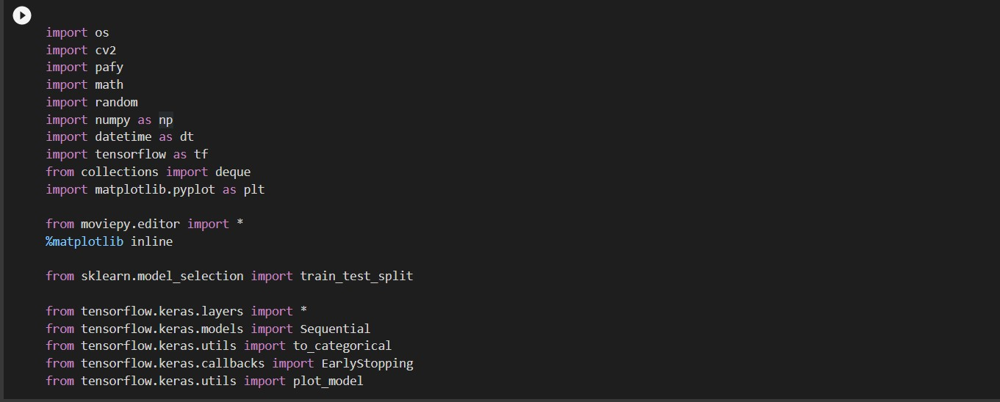 import os
import cv2
import pafy
import math
import random
import numpy as np
import datetime as dt
import tensorflow as tf
from collections import deque
import matplotlib.pyplot as plt
from moviepy.editor import *
%matplotlib inline
from sklearn.model_selection import train_test_split
from tensorflow.keras.layers import *
from tensorflow.keras.models import Sequential
from tensorflow.keras.utils import to_categorical
from tensorflow.keras.callbacks import EarlyStopping
from tensorflow.keras.utils import plot_model